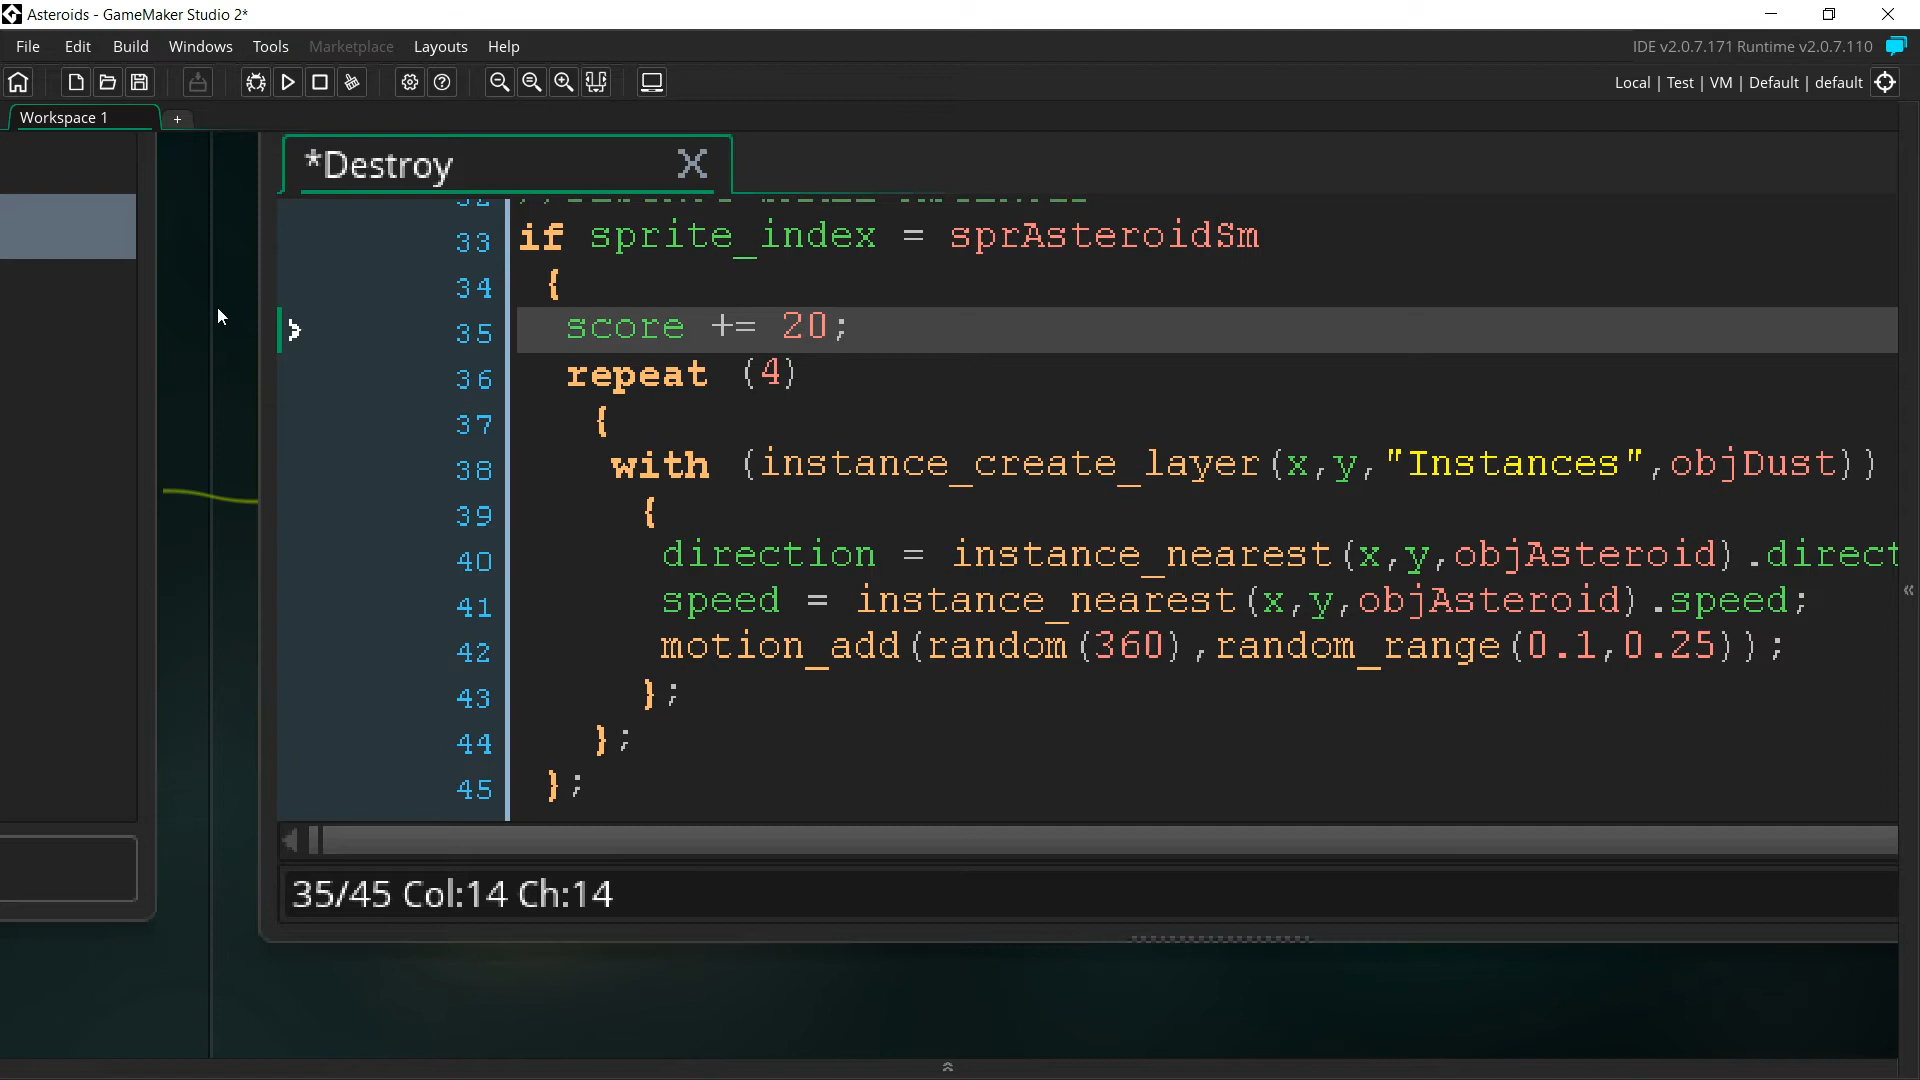 Asteroids - GameMaker Studio 2*
File Edit Build Windows Tools Marketplace Layouts Help
IDE v2.0.7.171 Runtime v2.0.7.110
Local | Test | VM | Default | default
Workspace 1 +
*Destroy X
33 if sprite_index = sprAsteroidSm
34 {
35 score += 20;
36 repeat (4)
37 {
38 with (instance_create_layer(x,y,"Instances",objDust))
39 {
40 direction = instance_nearest(x,y,objAsteroid).direct
41 speed = instance_nearest(x,y,objAsteroid).speed;
42 motion_add(random(360),random_range(0.1,0.25));
43 };
44 };
45 };
35/45 Col:14 Ch:14